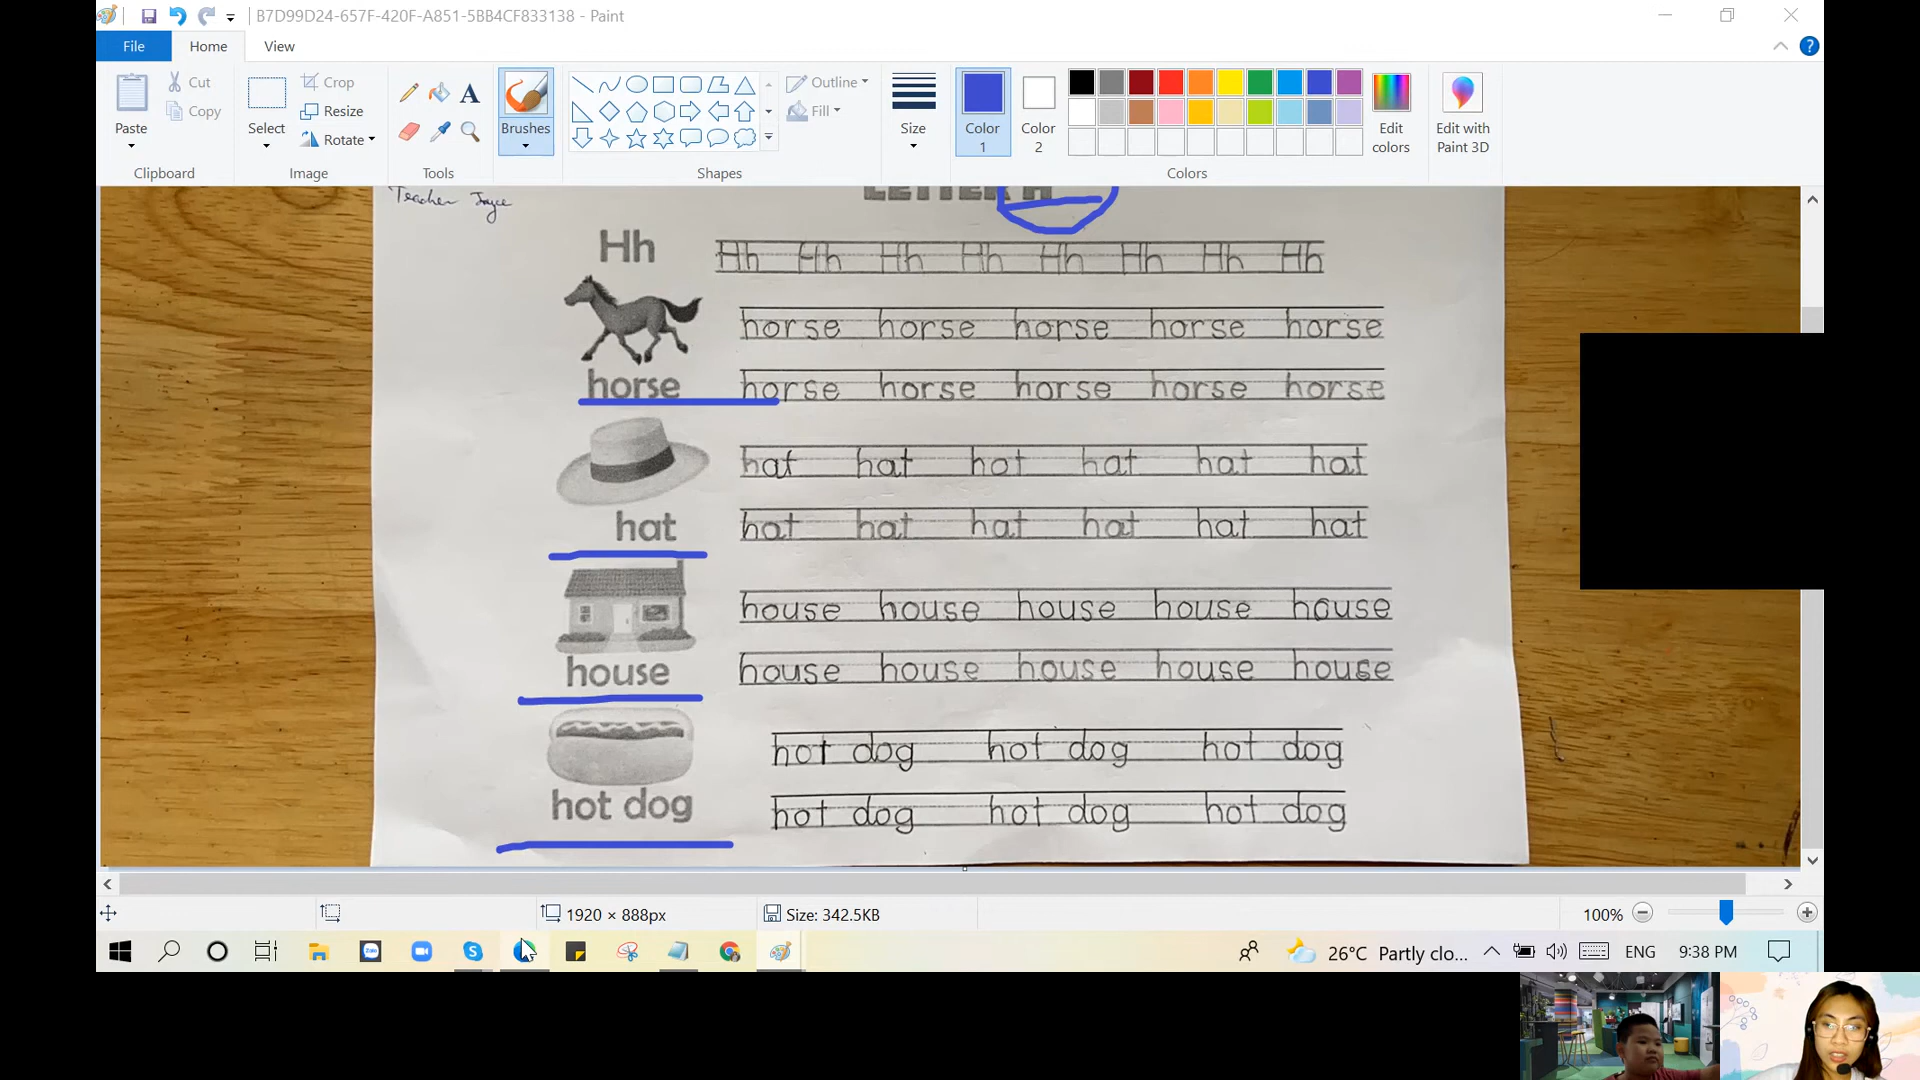 B7D99D24-657F-420F-A851-5BB4CF833138 - Paint
File Home View
Paste
Cut
Copy
Clipboard
Select
Crop
Resize
Rotate
Image
Tools
Brushes
Shapes
Outline
Fill
Size
Color 1
Color 2
Colors
Edit colors
Edit with Paint 3D
Teacher Joyce
LETTER H
Hh Hh Hh Hh Hh Hh Hh Hh Hh
horse horse horse horse horse
horse horse horse horse horse horse
hat hat hot hat hat hat
hat hat hat hat hat hat hat
house house house house house
house house house house house house
hot dog hot dog hot dog
hot dog hot dog hot dog hot dog
1920 × 888px Size: 342.5KB 100%
26°C Partly clo... ENG 9:38 PM